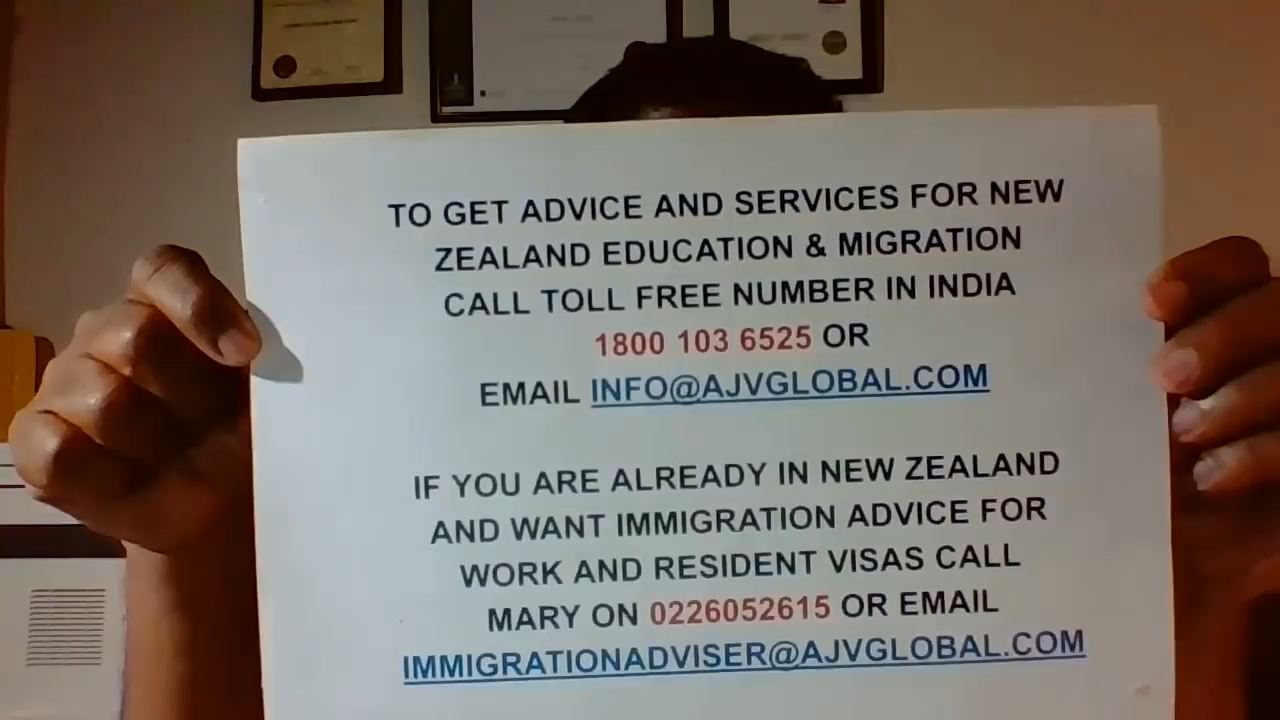 TO GET ADVICE AND SERVICES FOR NEW
ZEALAND EDUCATION & MIGRATION
CALL TOLL FREE NUMBER IN INDIA
1800 103 6525 OR
EMAIL INFO@AJVGLOBAL.COM
IF YOU ARE ALREADY IN NEW ZEALAND
AND WANT IMMIGRATION ADVICE FOR
WORK AND RESIDENT VISAS CALL
MARY ON 0226052615 OR EMAIL
IMMIGRATIONADVISER@AJVGLOBAL.COM